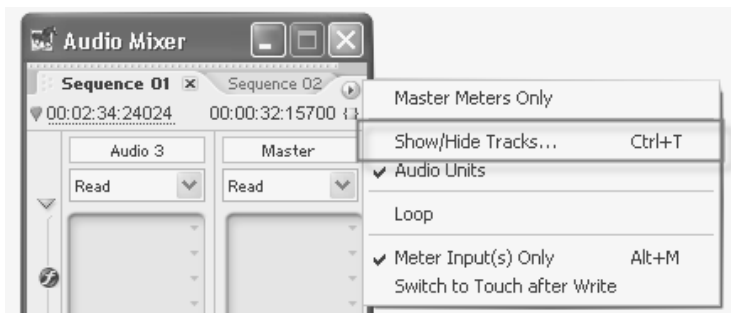 Audio Mixer
Sequence 01 Sequence 02
00:02:34:24024 00:00:32:15700
Audio 3 Master
Read Read
Master Meters Only
Show/Hide Tracks... Ctrl+T
Audio Units
Loop
Meter Input(s) Only Alt+M
Switch to Touch after Write